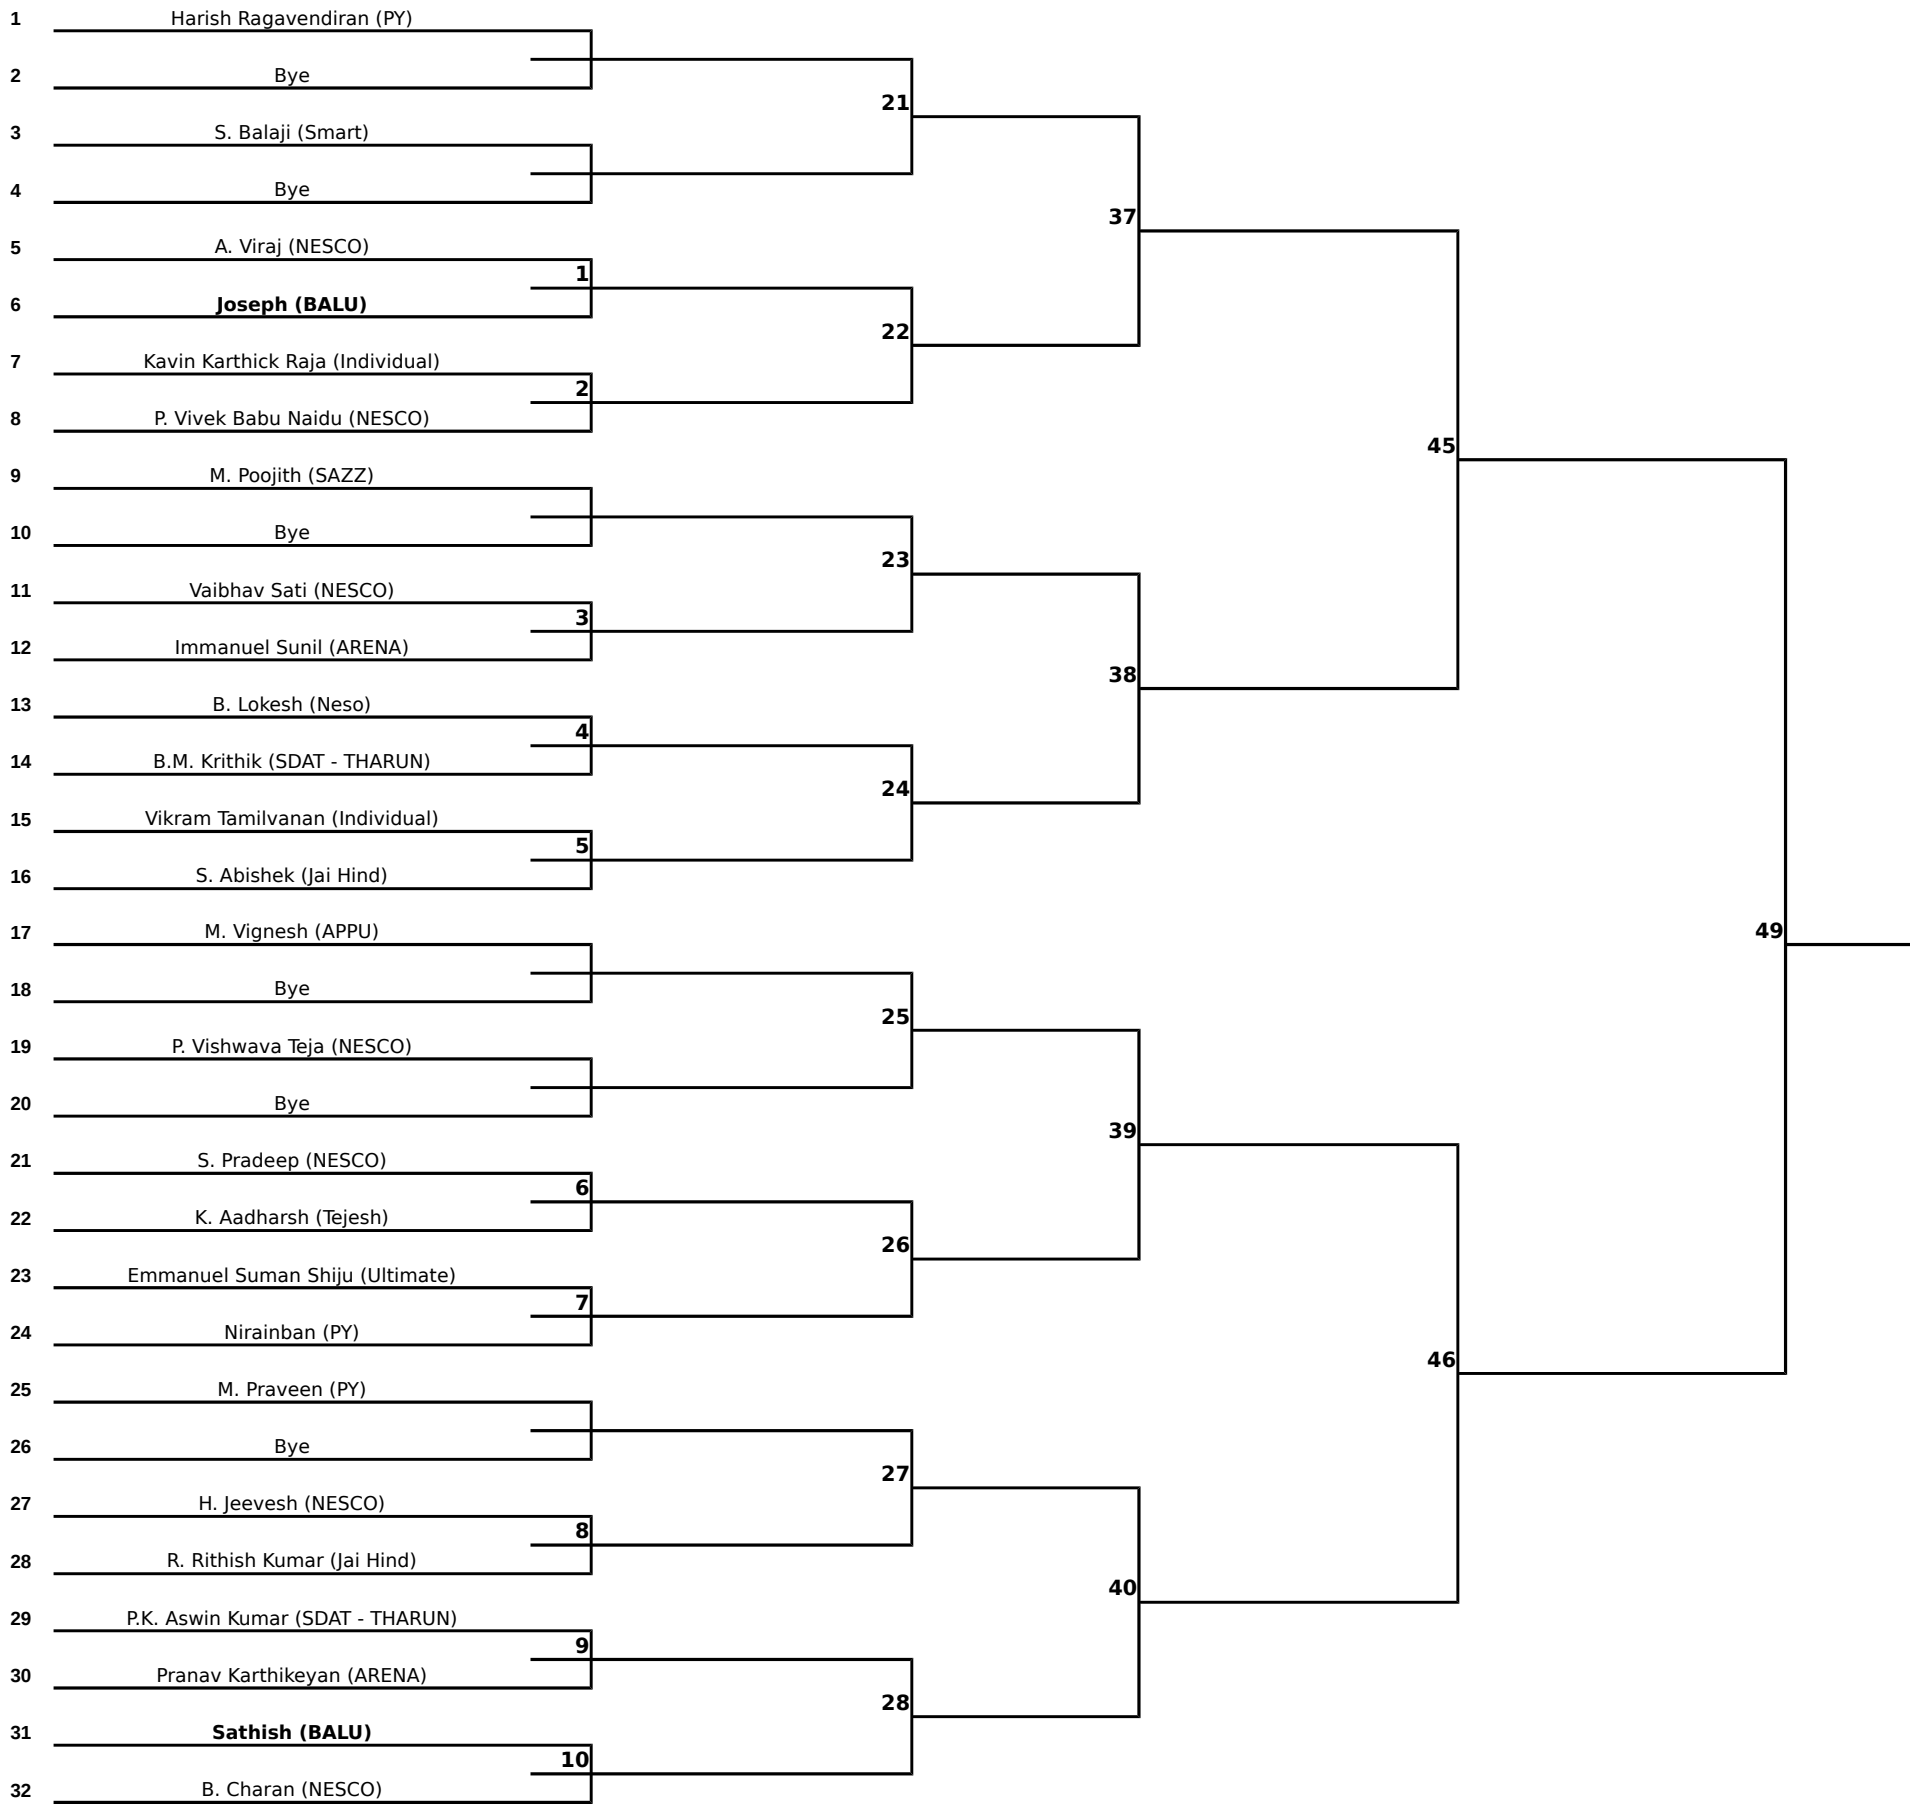 1 Harish Ragavendiran (PY)
2 Bye
21
3 S. Balaji (Smart)
4 Bye
37
5 A. Viraj (NESCO)
1
6 Joseph (BALU)
22
7 Kavin Karthick Raja (Individual)
2
8 P. Vivek Babu Naidu (NESCO)
45
9 M. Poojith (SAZZ)
10 Bye
23
11 Vaibhav Sati (NESCO)
3
12 Immanuel Sunil (ARENA)
38
13 B. Lokesh (Neso)
4
14 B.M. Krithik (SDAT - THARUN)
24
15 Vikram Tamilvanan (Individual)
5
16 S. Abishek (Jai Hind)
49
17 M. Vignesh (APPU)
18 Bye
25
19 P. Vishwava Teja (NESCO)
20 Bye
39
21 S. Pradeep (NESCO)
6
22 K. Aadharsh (Tejesh)
26
23 Emmanuel Suman Shiju (Ultimate)
7
24 Nirainban (PY)
46
25 M. Praveen (PY)
26 Bye
27
27 H. Jeevesh (NESCO)
8
28 R. Rithish Kumar (Jai Hind)
40
29 P.K. Aswin Kumar (SDAT - THARUN)
9
30 Pranav Karthikeyan (ARENA)
28
31 Sathish (BALU)
10
32 B. Charan (NESCO)